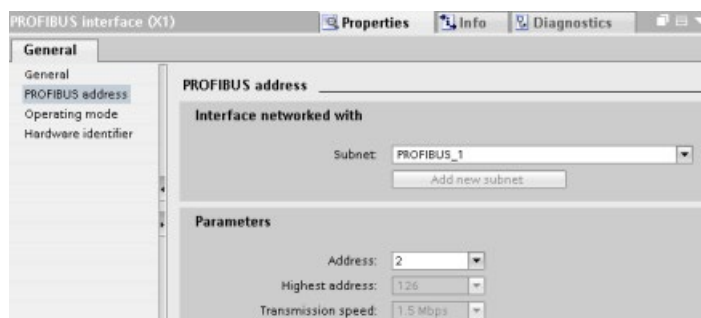 PROFIBUS interface (X1)
Properties
Info
Diagnostics
General
General
PROFIBUS address
Operating mode
Hardware identifier
PROFIBUS address
Interface networked with
Subnet: PROFIBUS_1
Add new subnet
Parameters
Address: 2
Highest address: 126
Transmission speed: 1.5 Mbps